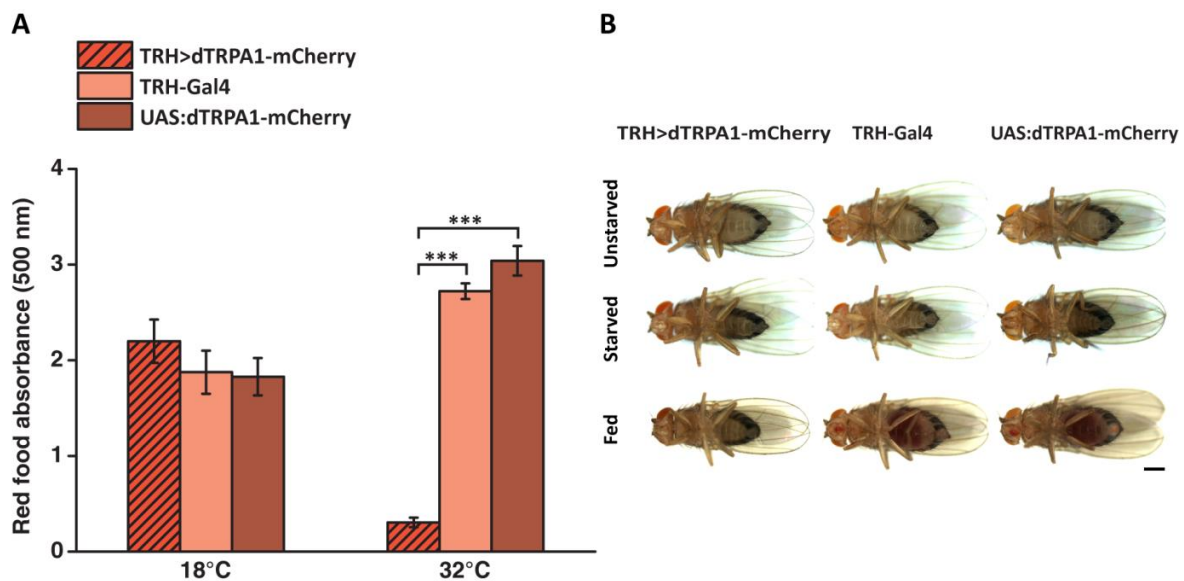 A
TRH>dTRPA1-mCherry
TRH-Gal4
UAS:dTRPA1-mCherry
Red food absorbance (500 nm)
4
3
2
1
0
***
***
18°C
32°C
B
TRH>dTRPA1-mCherry TRH-Gal4 UAS:dTRPA1-mCherry
Unstarved
Starved
Fed